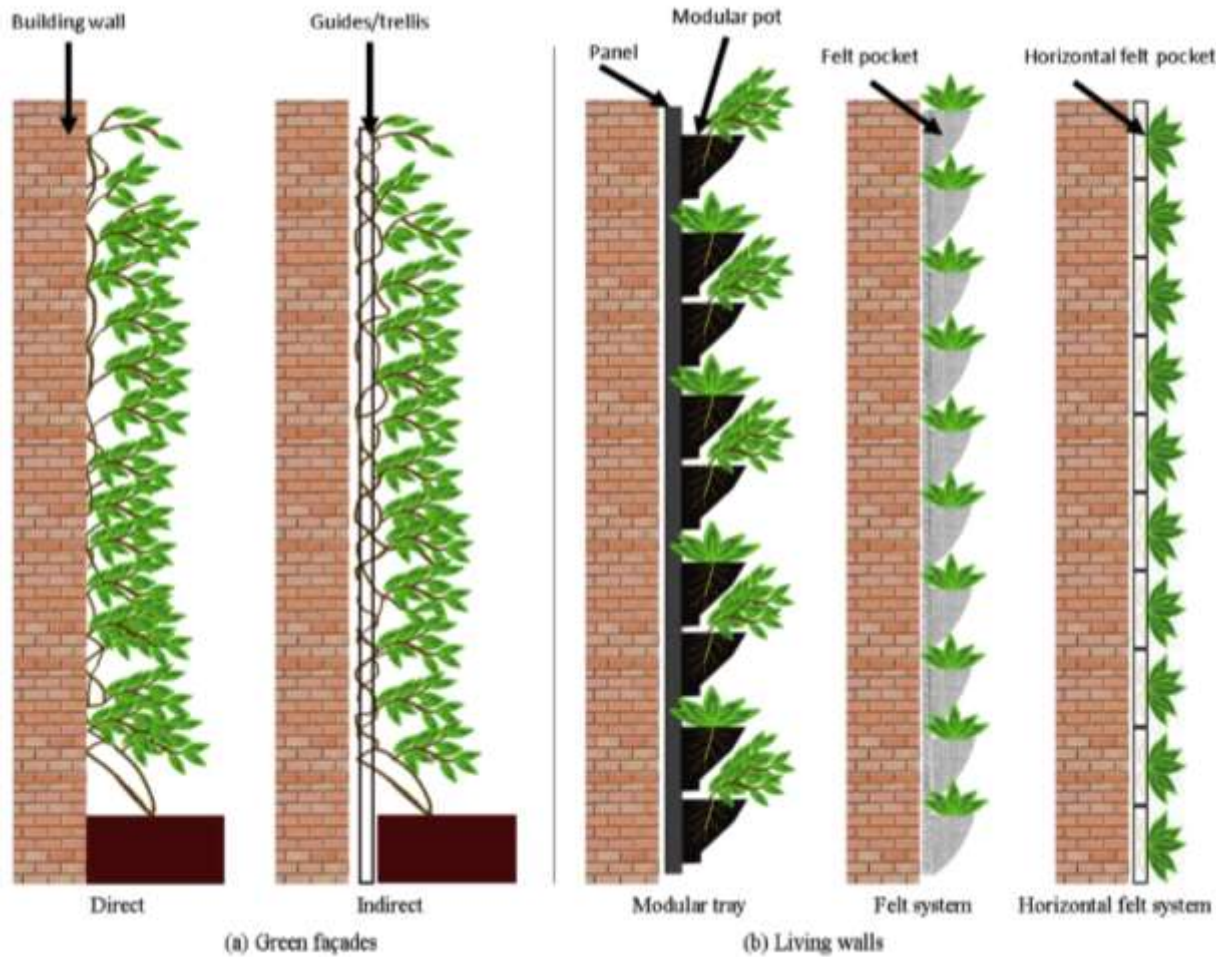 Building wall
Guides/trellis
Modular pot
Panel
Felt pocket
Horizontal felt pocket
Direct
Indirect
Modular tray
Felt system
Horizontal felt system
(a) Green façades
(b) Living walls